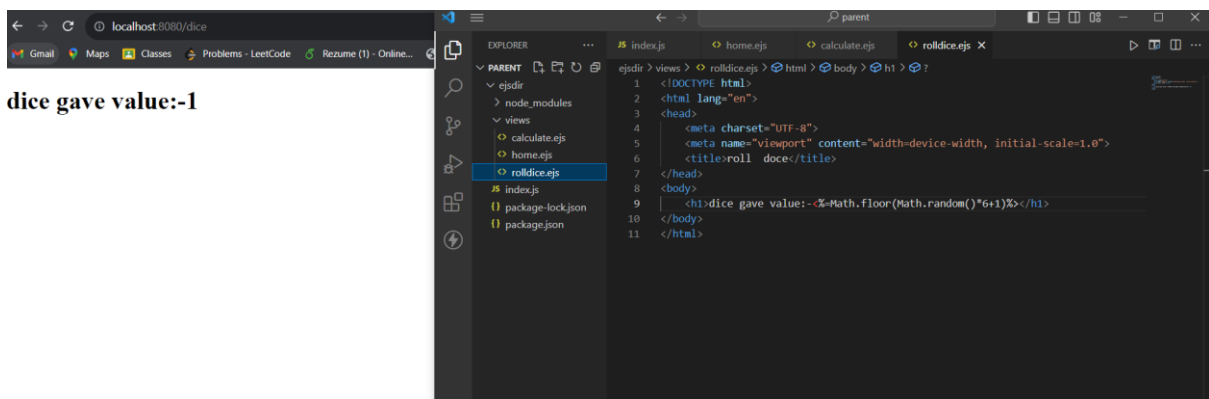 localhost:8080/dice
Gmail Maps Classes Problems - LeetCode Rezume (1) - Online...
dice gave value:-1
parent
EXPLORER
PARENT
ejsdir
node_modules
views
calculate.ejs
home.ejs
rolldice.ejs
JS index.js
{} package-lock.json
{} package.json
JS index.js <> home.ejs <> calculate.ejs <> rolldice.ejs
ejsdir > views > <> rolldice.ejs > html > body > h1 > ?
1 <!DOCTYPE html>
2 <html lang="en">
3 <head>
4 <meta charset="UTF-8">
5 <meta name="viewport" content="width=device-width, initial-scale=1.0">
6 <title>roll  doce</title>
7 </head>
8 <body>
9 <h1>dice gave value:-<%=Math.floor(Math.random()*6+1)%></h1>
10 </body>
11 </html>